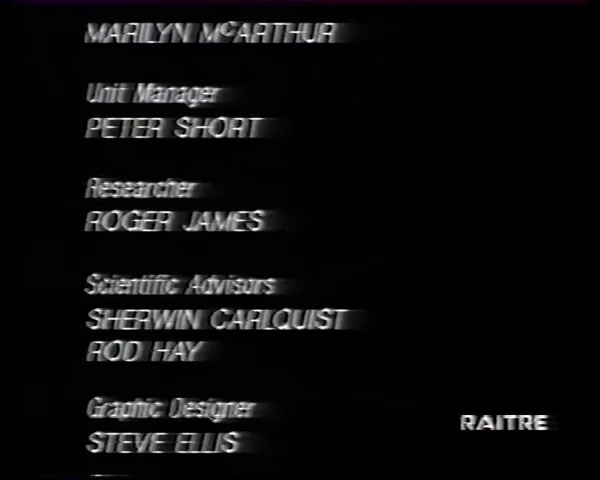 MARILYN McARTHUR
Unit Manager
PETER SHORT
Researcher
ROGER JAMES
Scientific Advisors
SHERWIN CARLQUIST
ROD HAY
Graphic Designer
STEVE ELLIS
RAITRE